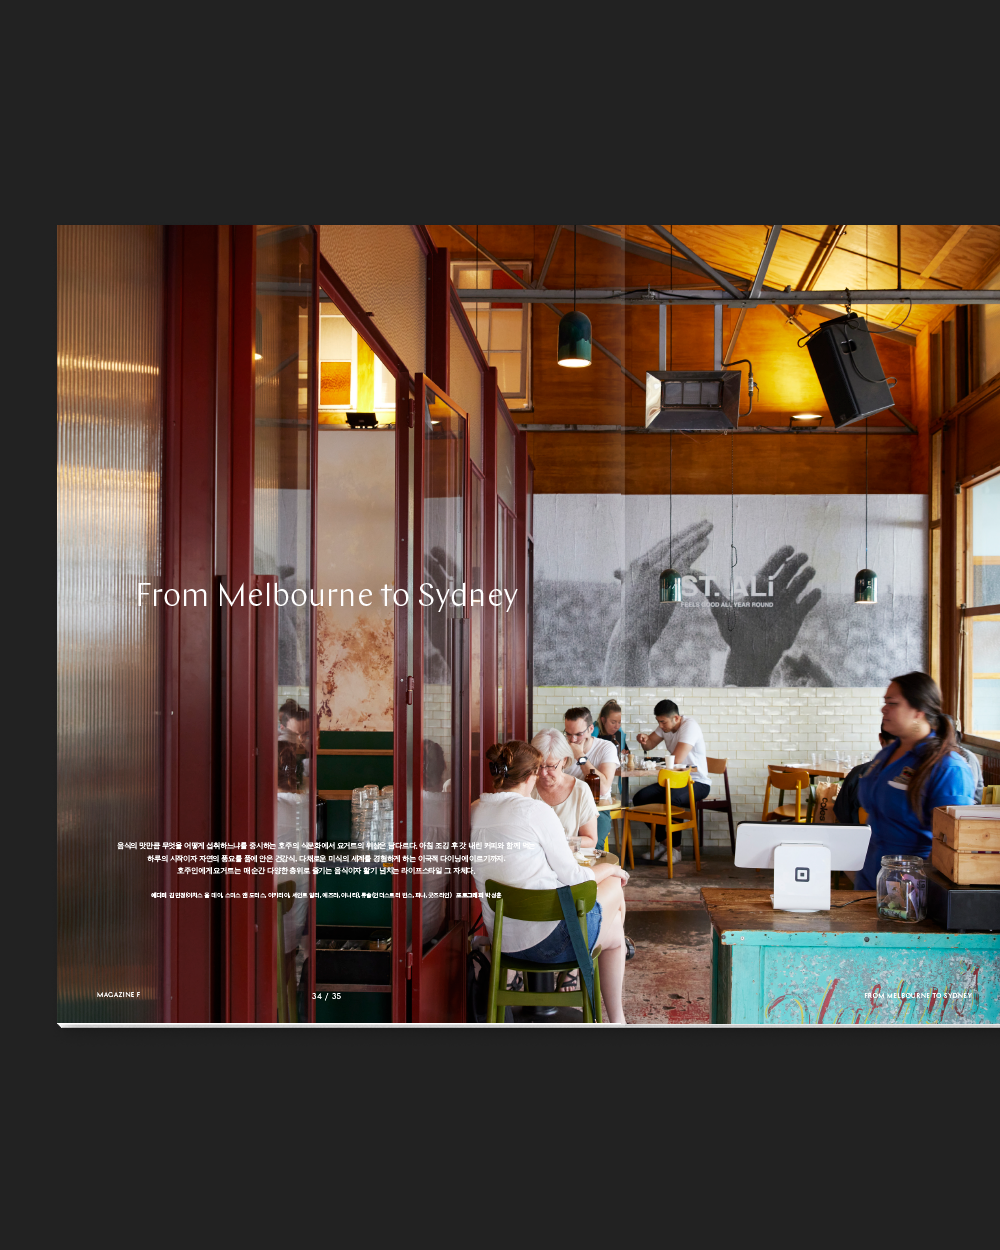 From Melbourne to Sydney
ST. ALi
FEELS GOOD ALL YEAR ROUND
음식의 맛만큼 무엇을 어떻게 섭취하느냐를 중시하는 호주의 식문화에서 요거트의 위상은 남다르다. 아침 조깅 후 갓 내린 커피와 함께 먹는
하루의 시작이자 자연의 풍요를 품에 안은 건강식, 다채로운 미식의 세계를 경험하게 하는 이국적 다이닝에 이르기까지.
호주인에게 요거트는 매 순간 다양한 층위로 즐기는 음식이자 활기 넘치는 라이프스타일 그 자체다.
에디터
MAGAZINE F
34 / 35
FROM MELBOURNE TO SYDNEY